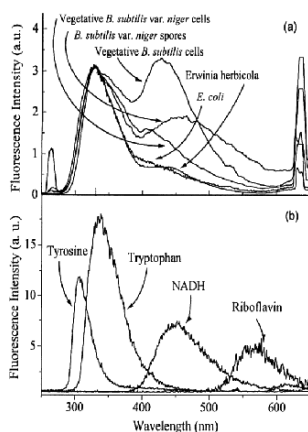 (a)
Vegetative B subtilis var. niger cells
B. subtilis var. niger spores
Vegetative B. subtilis cells
Erwinia herbicola
E. coli
Fluorescence Intensity (a.u.)
4
3
2
1
0
(b)
Tyrosine
Tryptophan
NADH
Riboflavin
Fluorescence Intensity (a. u.)
15
10
5
300 400 500 600
Wavelength (nm)